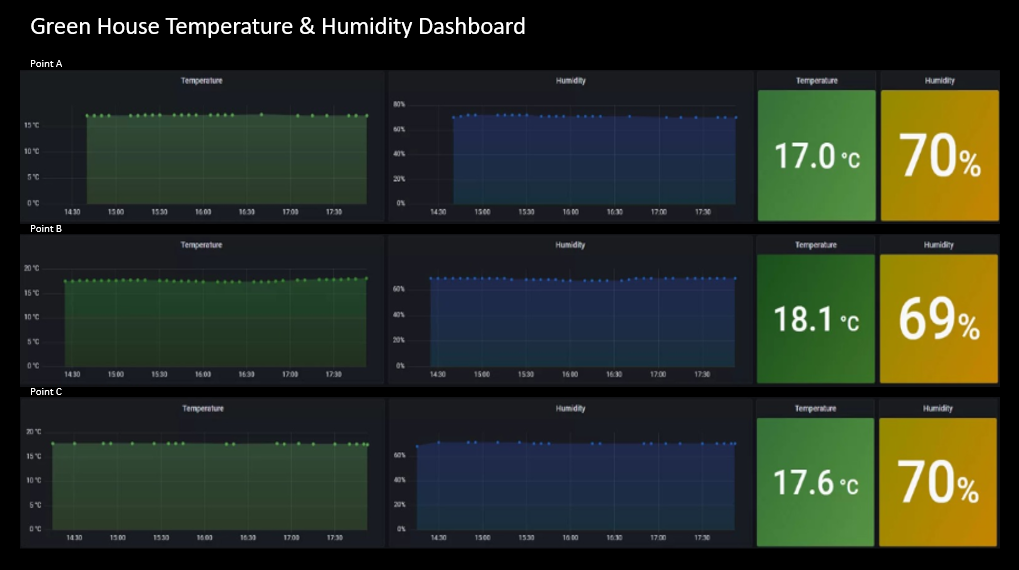 Green House Temperature & Humidity Dashboard
Point A
Temperature
Humidity
Temperature
Humidity
15 °C
10 °C
5 °C
0 °C
14:30 15:00 15:30 16:00 16:30 17:00 17:30
80%
60%
40%
20%
0%
14:30 15:00 15:30 16:00 16:30 17:00 17:30
17.0 °C
70%
Point B
Temperature
Humidity
Temperature
Humidity
20 °C
15 °C
10 °C
5 °C
0 °C
14:30 15:00 15:30 16:00 16:30 17:00 17:30
60%
40%
20%
0%
14:30 15:00 15:30 16:00 16:30 17:00 17:30
18.1 °C
69%
Point C
Temperature
Humidity
Temperature
Humidity
20 °C
15 °C
10 °C
5 °C
0 °C
14:30 15:00 15:30 16:00 16:30 17:00 17:30
60%
40%
20%
0%
14:30 15:00 15:30 16:00 16:30 17:00 17:30
17.6 °C
70%